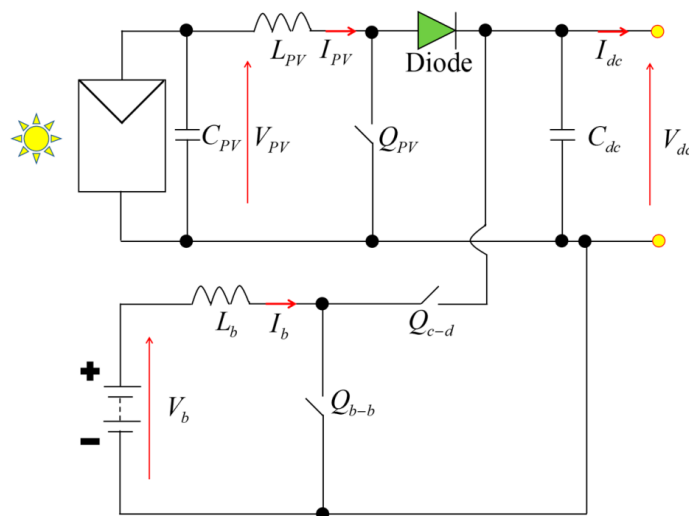 L_PV I_PV Diode I_dc
C_PV V_PV Q_PV C_dc V_dc
L_b I_b Q_c-d
+
V_b Q_b-b
-